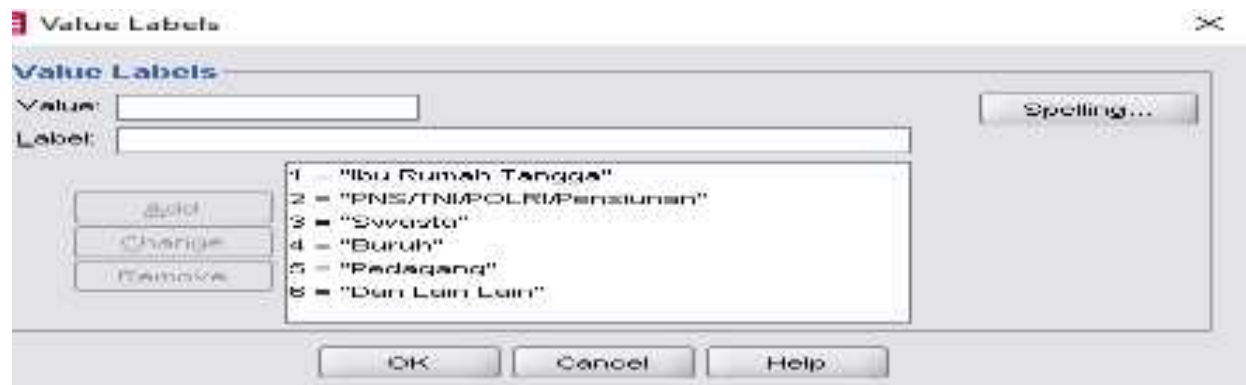 Value Labels
Value Labels
Value:
Spelling...
Label:
1 = "Ibu Rumah Tangga"
2 = "PNS/TNI/POLRI/Pensiunan"
3 = "Swasta"
4 = "Buruh"
5 = "Pedagang"
6 = "Dan Lain Lain"
Add
Change
Remove
OK Cancel Help